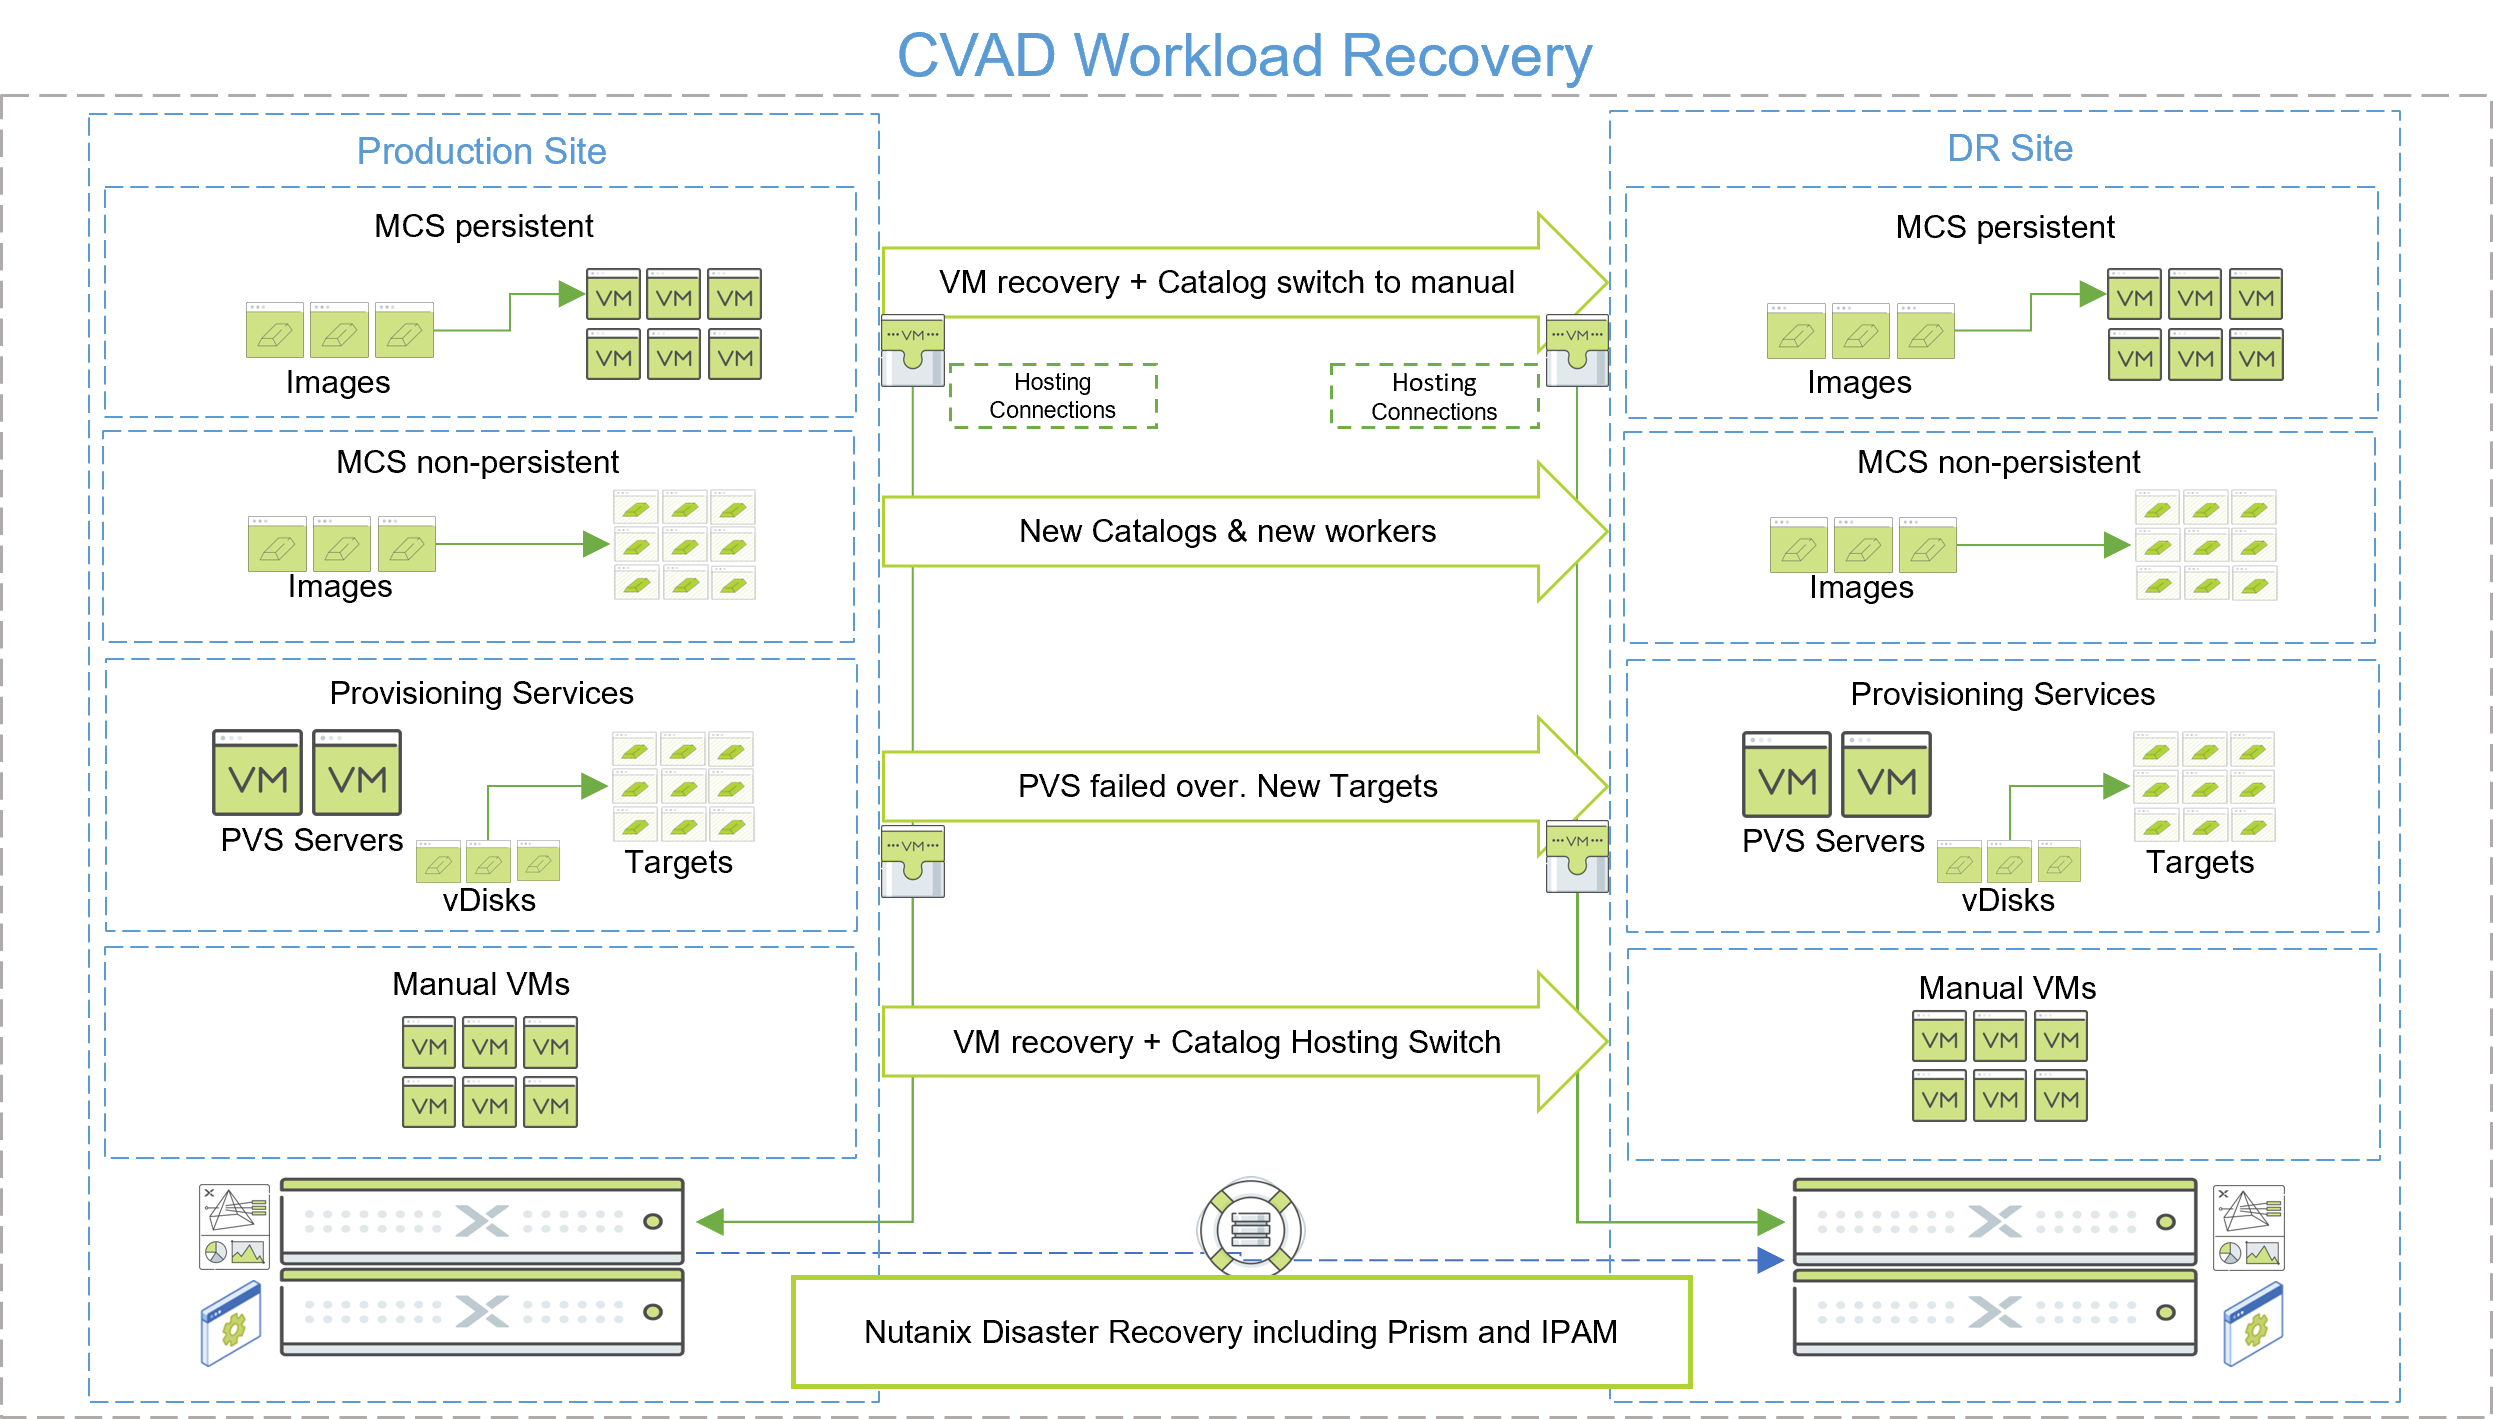 CVAD Workload Recovery
Production Site
MCS persistent
VM VM VM
VM VM VM
Images
MCS non-persistent
Images
Provisioning Services
VM VM
PVS Servers
vDisks
Targets
Manual VMs
VM VM VM
VM VM VM
VM recovery + Catalog switch to manual
VM
VM
Hosting
Connections
Hosting
Connections
New Catalogs & new workers
PVS failed over. New Targets
VM
VM
VM recovery + Catalog Hosting Switch
Nutanix Disaster Recovery including Prism and IPAM
DR Site
MCS persistent
VM VM VM
VM VM VM
Images
MCS non-persistent
Images
Provisioning Services
VM VM
PVS Servers
vDisks
Targets
Manual VMs
VM VM VM
VM VM VM